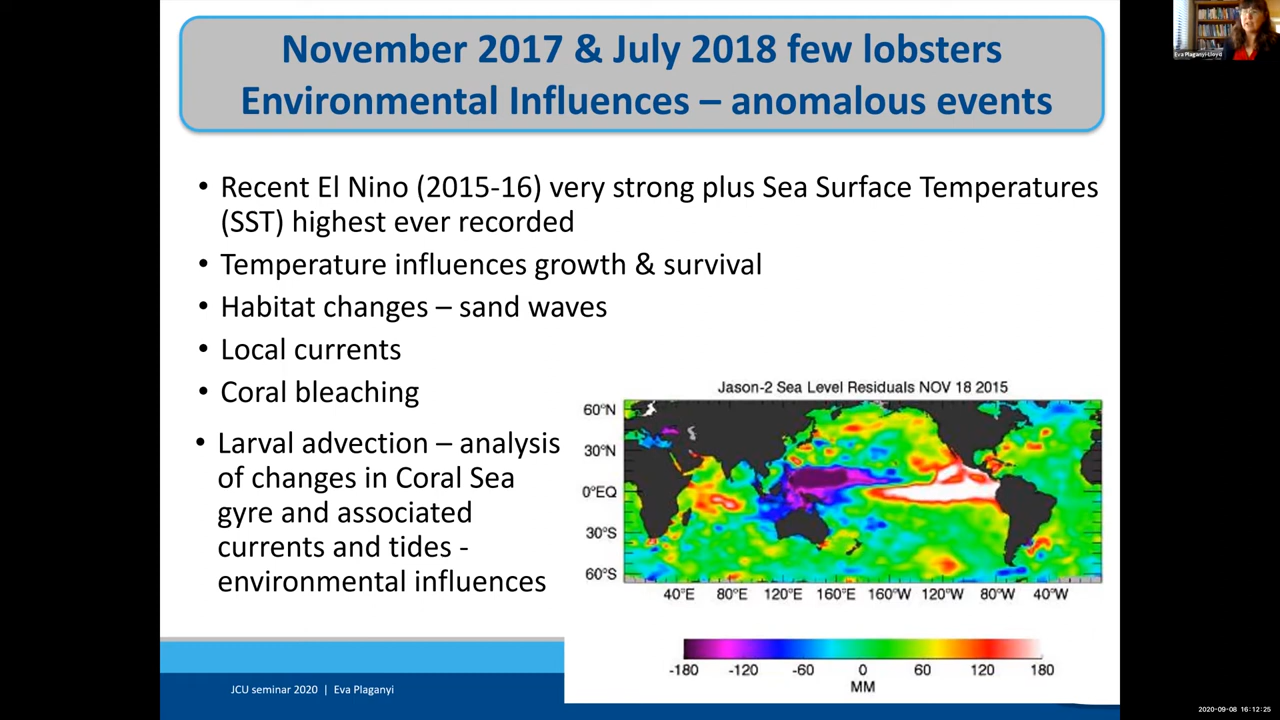 November 2017 & July 2018 few lobsters
Environmental Influences – anomalous events
Eva Plaganyi-Lloyd
• Recent El Nino (2015-16) very strong plus Sea Surface Temperatures
(SST) highest ever recorded
• Temperature influences growth & survival
• Habitat changes – sand waves
• Local currents
• Coral bleaching
• Larval advection – analysis
of changes in Coral Sea
gyre and associated
currents and tides -
environmental influences
Jason-2 Sea Level Residuals NOV 18 2015
60°N
30°N
0°EQ
30°S
60°S
40°E 80°E 120°E 160°E 160°W 120°W 80°W 40°W
-180 -120 -60 0 60 120 180
MM
JCU seminar 2020 | Eva Plaganyi
2020-09-08 16:12:25